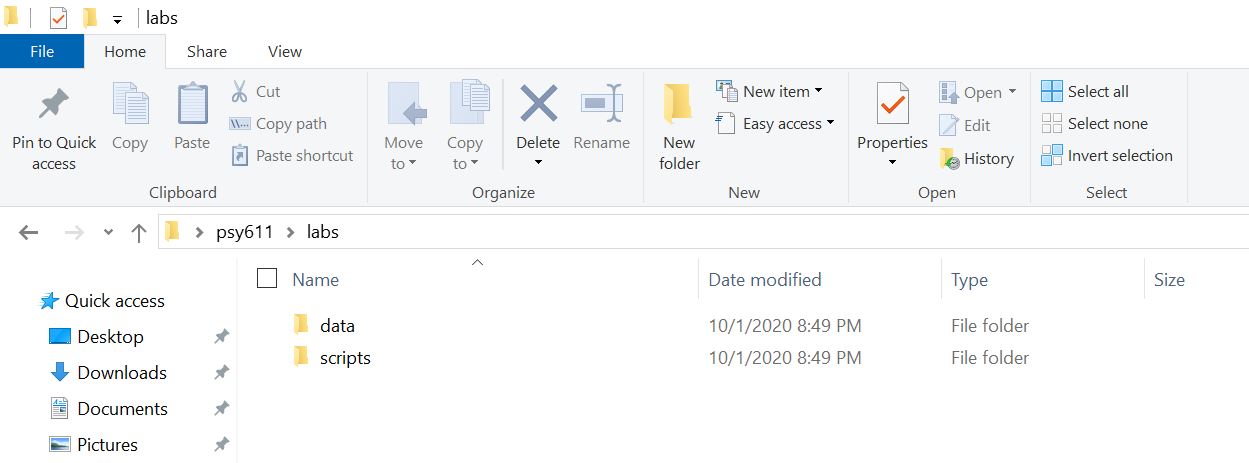 labs
File Home Share View
Pin to Quick access
Copy
Paste
Cut
Copy path
Paste shortcut
Clipboard
Move to
Copy to
Delete
Rename
Organize
New folder
New item
Easy access
New
Properties
Open
Edit
History
Open
Select all
Select none
Invert selection
Select
psy611 labs
Name Date modified Type Size
Quick access
Desktop
Downloads
Documents
Pictures
data 10/1/2020 8:49 PM File folder
scripts 10/1/2020 8:49 PM File folder